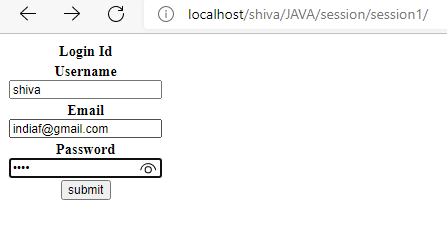 localhost/shiva/JAVA/session/session1/
Login Id
Username
shiva
Email
indiaf@gmail.com
Password
••••
submit